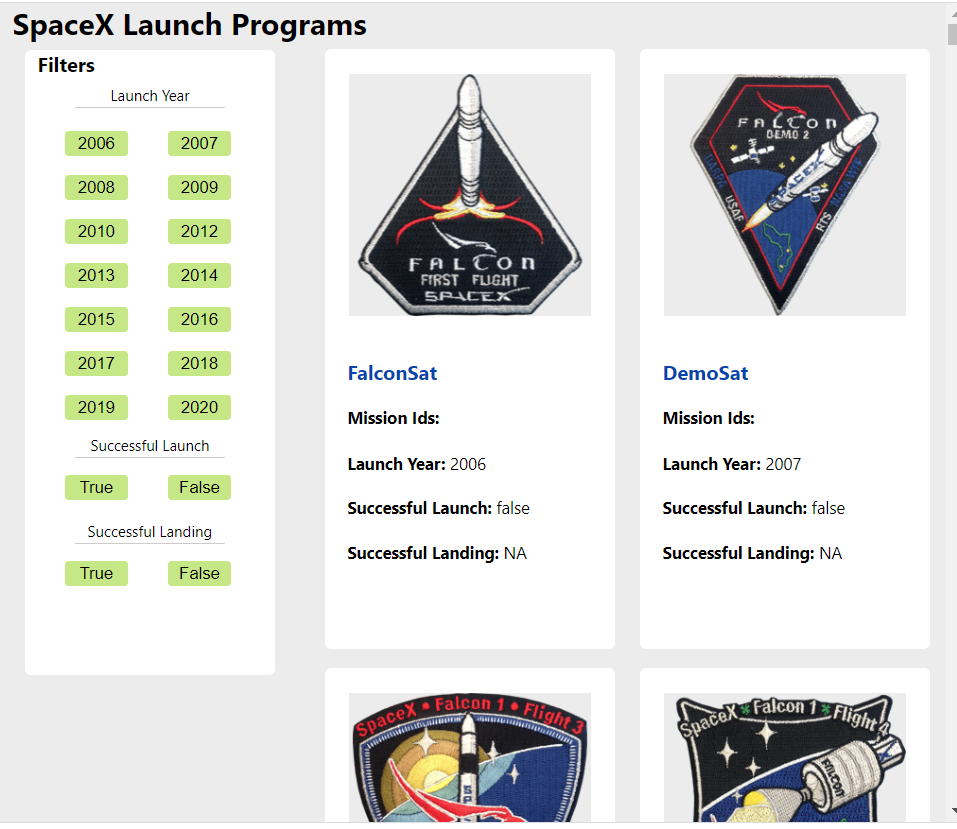 SpaceX Launch Programs
Filters
Launch Year
2006 2007
2008 2009
2010 2012
2013 2014
2015 2016
2017 2018
2019 2020
Successful Launch
True False
Successful Landing
True False
FALCON
FIRST FLIGHT
SPACEX
FalconSat
Mission Ids:
Launch Year: 2006
Successful Launch: false
Successful Landing: NA
FALCON
DEMO 2
SPACEX
DARPA
USAF
RTS
DemoSat
Mission Ids:
Launch Year: 2007
Successful Launch: false
Successful Landing: NA
SpaceX • Falcon 1 • Flight 3
SpaceX Falcon 1 Flight 4
FALCON